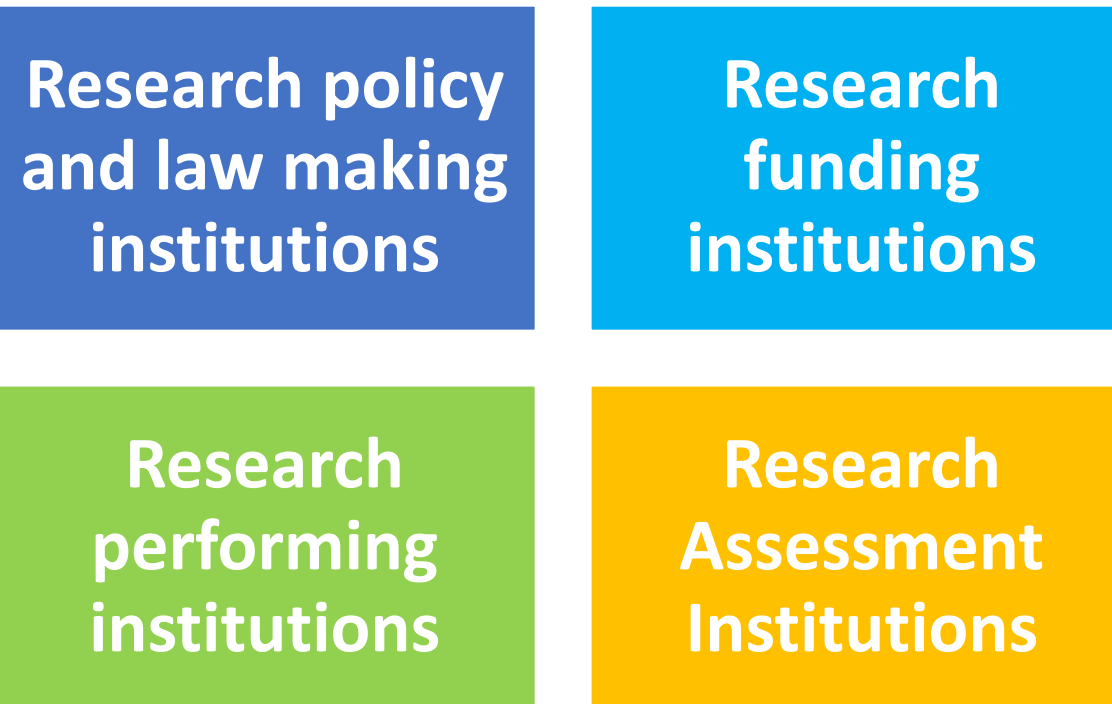 Research policy
and law making
institutions
Research
funding
institutions
Research
performing
institutions
Research
Assessment
Institutions